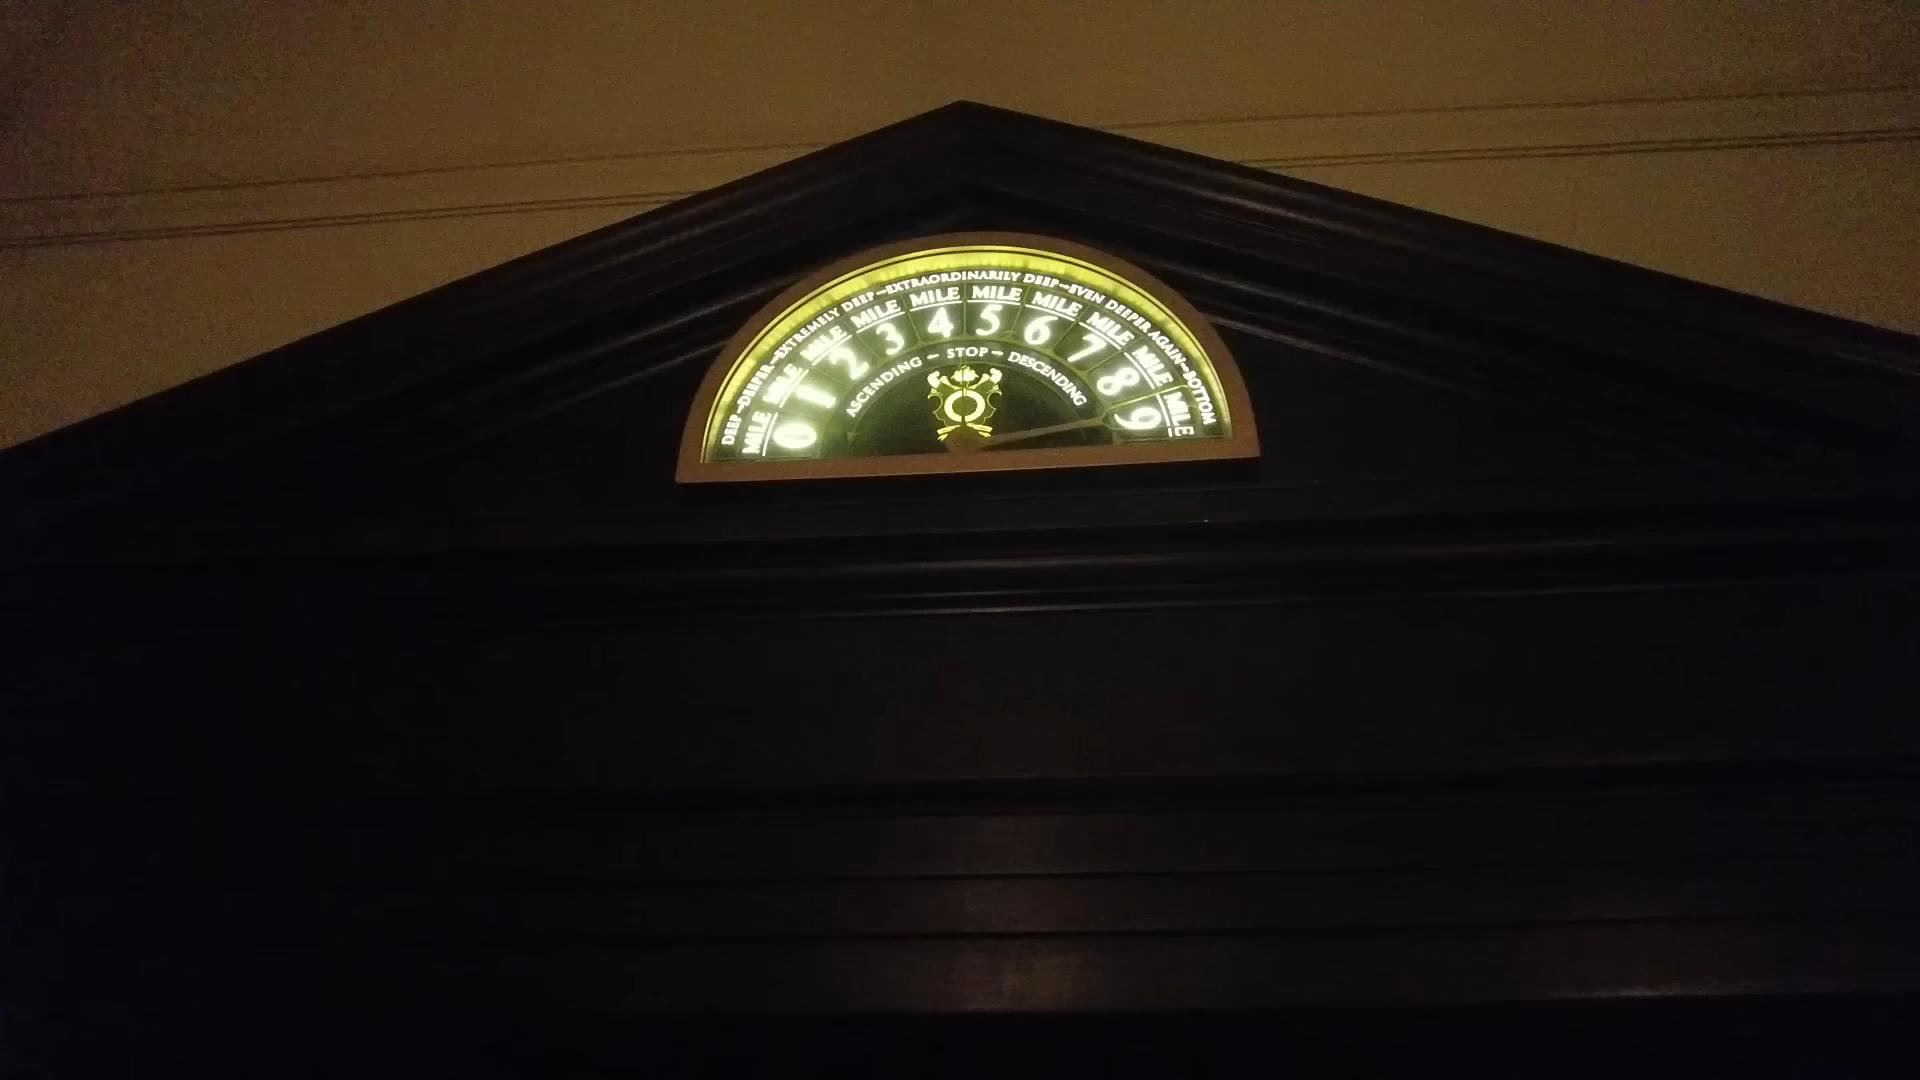 DEEP–DEEPER–EXTREMELY DEEP–EXTRAORDINARILY DEEP–EVEN DEEPER AGAIN–BOTTOM
MILE MILE MILE MILE MILE MILE MILE MILE MILE MILE
0 1 2 3 4 5 6 7 8 9
ASCENDING – STOP – DESCENDING